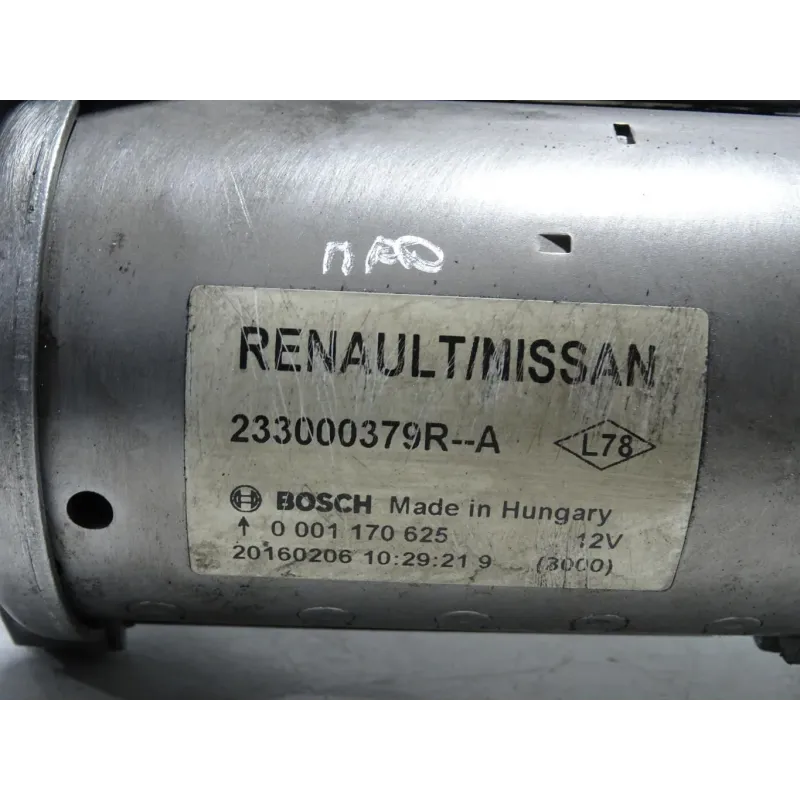 RENAULT/NISSAN
233000379R--A
L78
BOSCH Made in Hungary
↑ 0 001 170 625 12V
20160206 10:29:21 9 (3000)